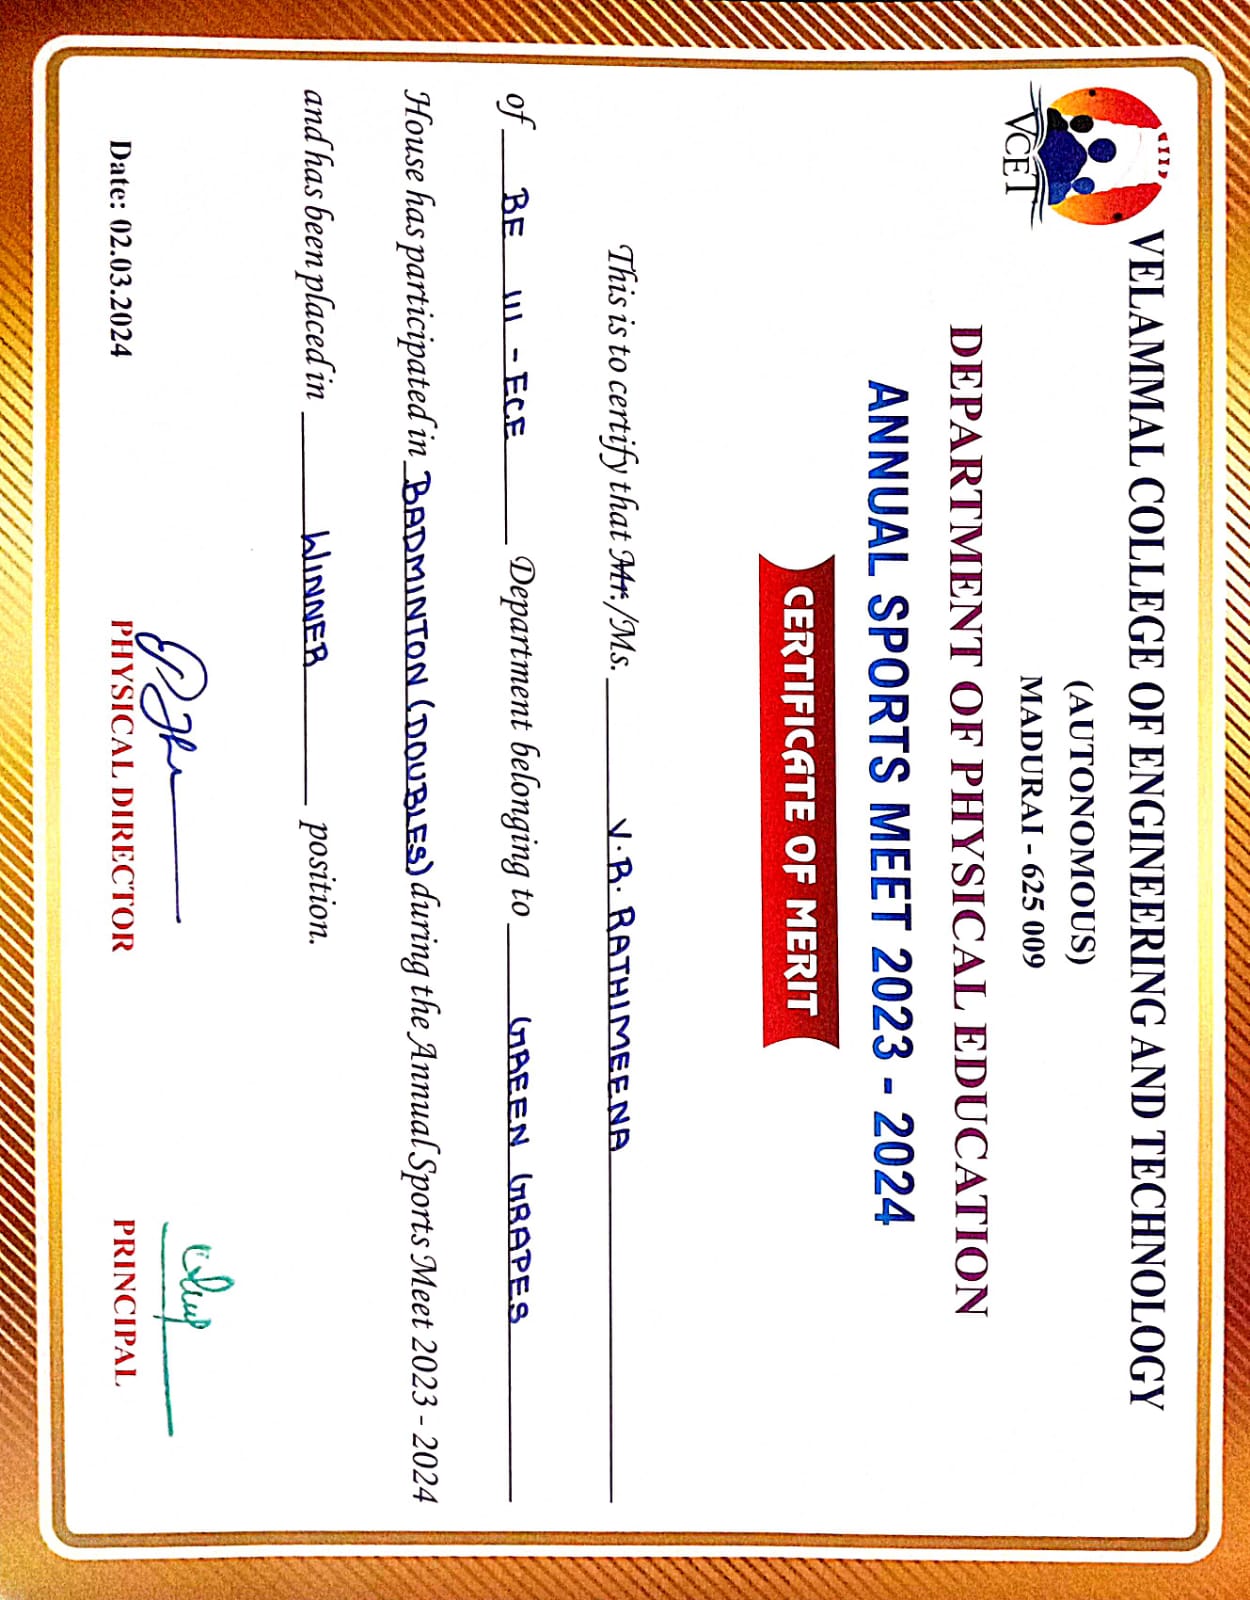 VELAMMAL COLLEGE OF ENGINEERING AND TECHNOLOGY
(AUTONOMOUS)
MADURAI - 625 009
VCET
DEPARTMENT OF PHYSICAL EDUCATION
ANNUAL SPORTS MEET 2023 - 2024
CERTIFICATE OF MERIT
This is to certify that Mr./Ms. V.R. RATHIMEENA
of BE III - ECE Department belonging to GREEN GRAPES
House has participated in BADMINTON (DOUBLES) during the Annual Sports Meet 2023 - 2024
and has been placed in WINNER position.
Date: 02.03.2024 PHYSICAL DIRECTOR PRINCIPAL